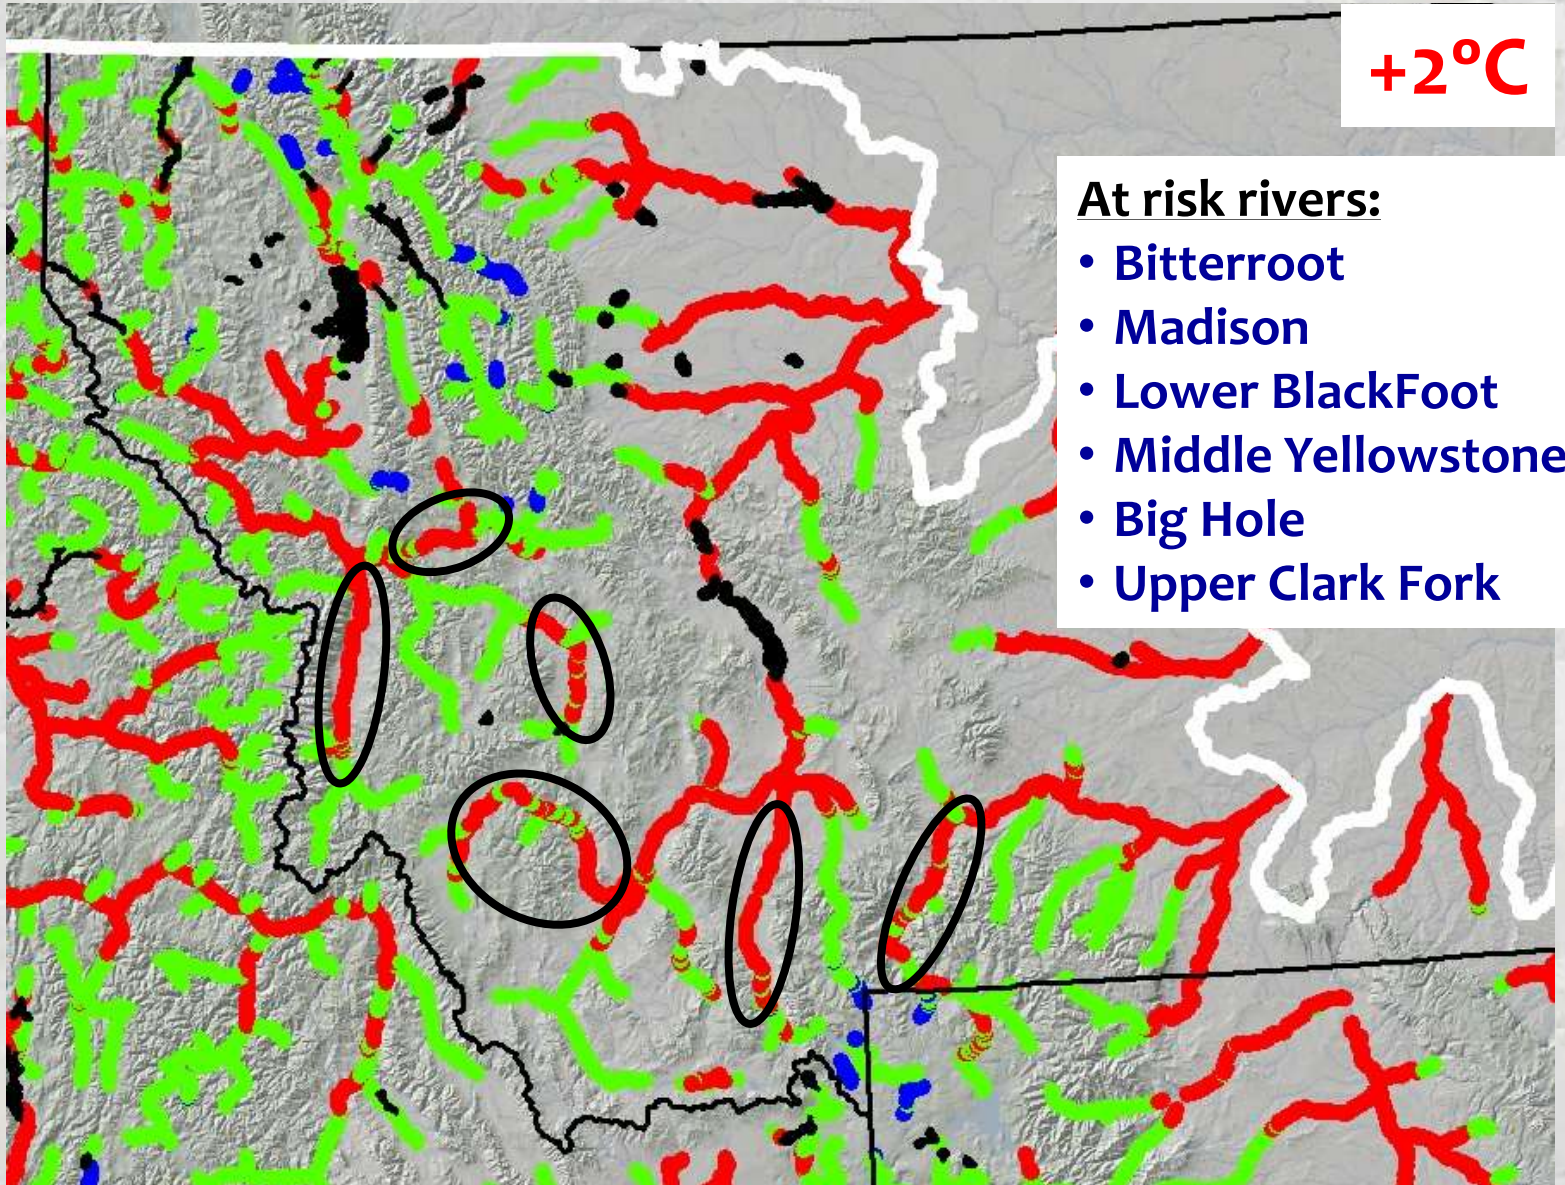 +2°C
At risk rivers:
• Bitterroot
• Madison
• Lower BlackFoot
• Middle Yellowstone
• Big Hole
• Upper Clark Fork